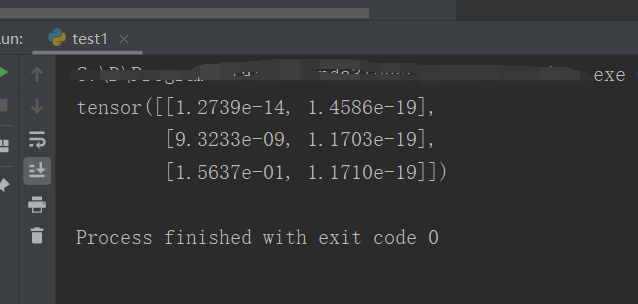 un:
test1
exe
tensor([[1.2739e-14, 1.4586e-19],
[9.3233e-09, 1.1703e-19],
[1.5637e-01, 1.1710e-19]])
Process finished with exit code 0